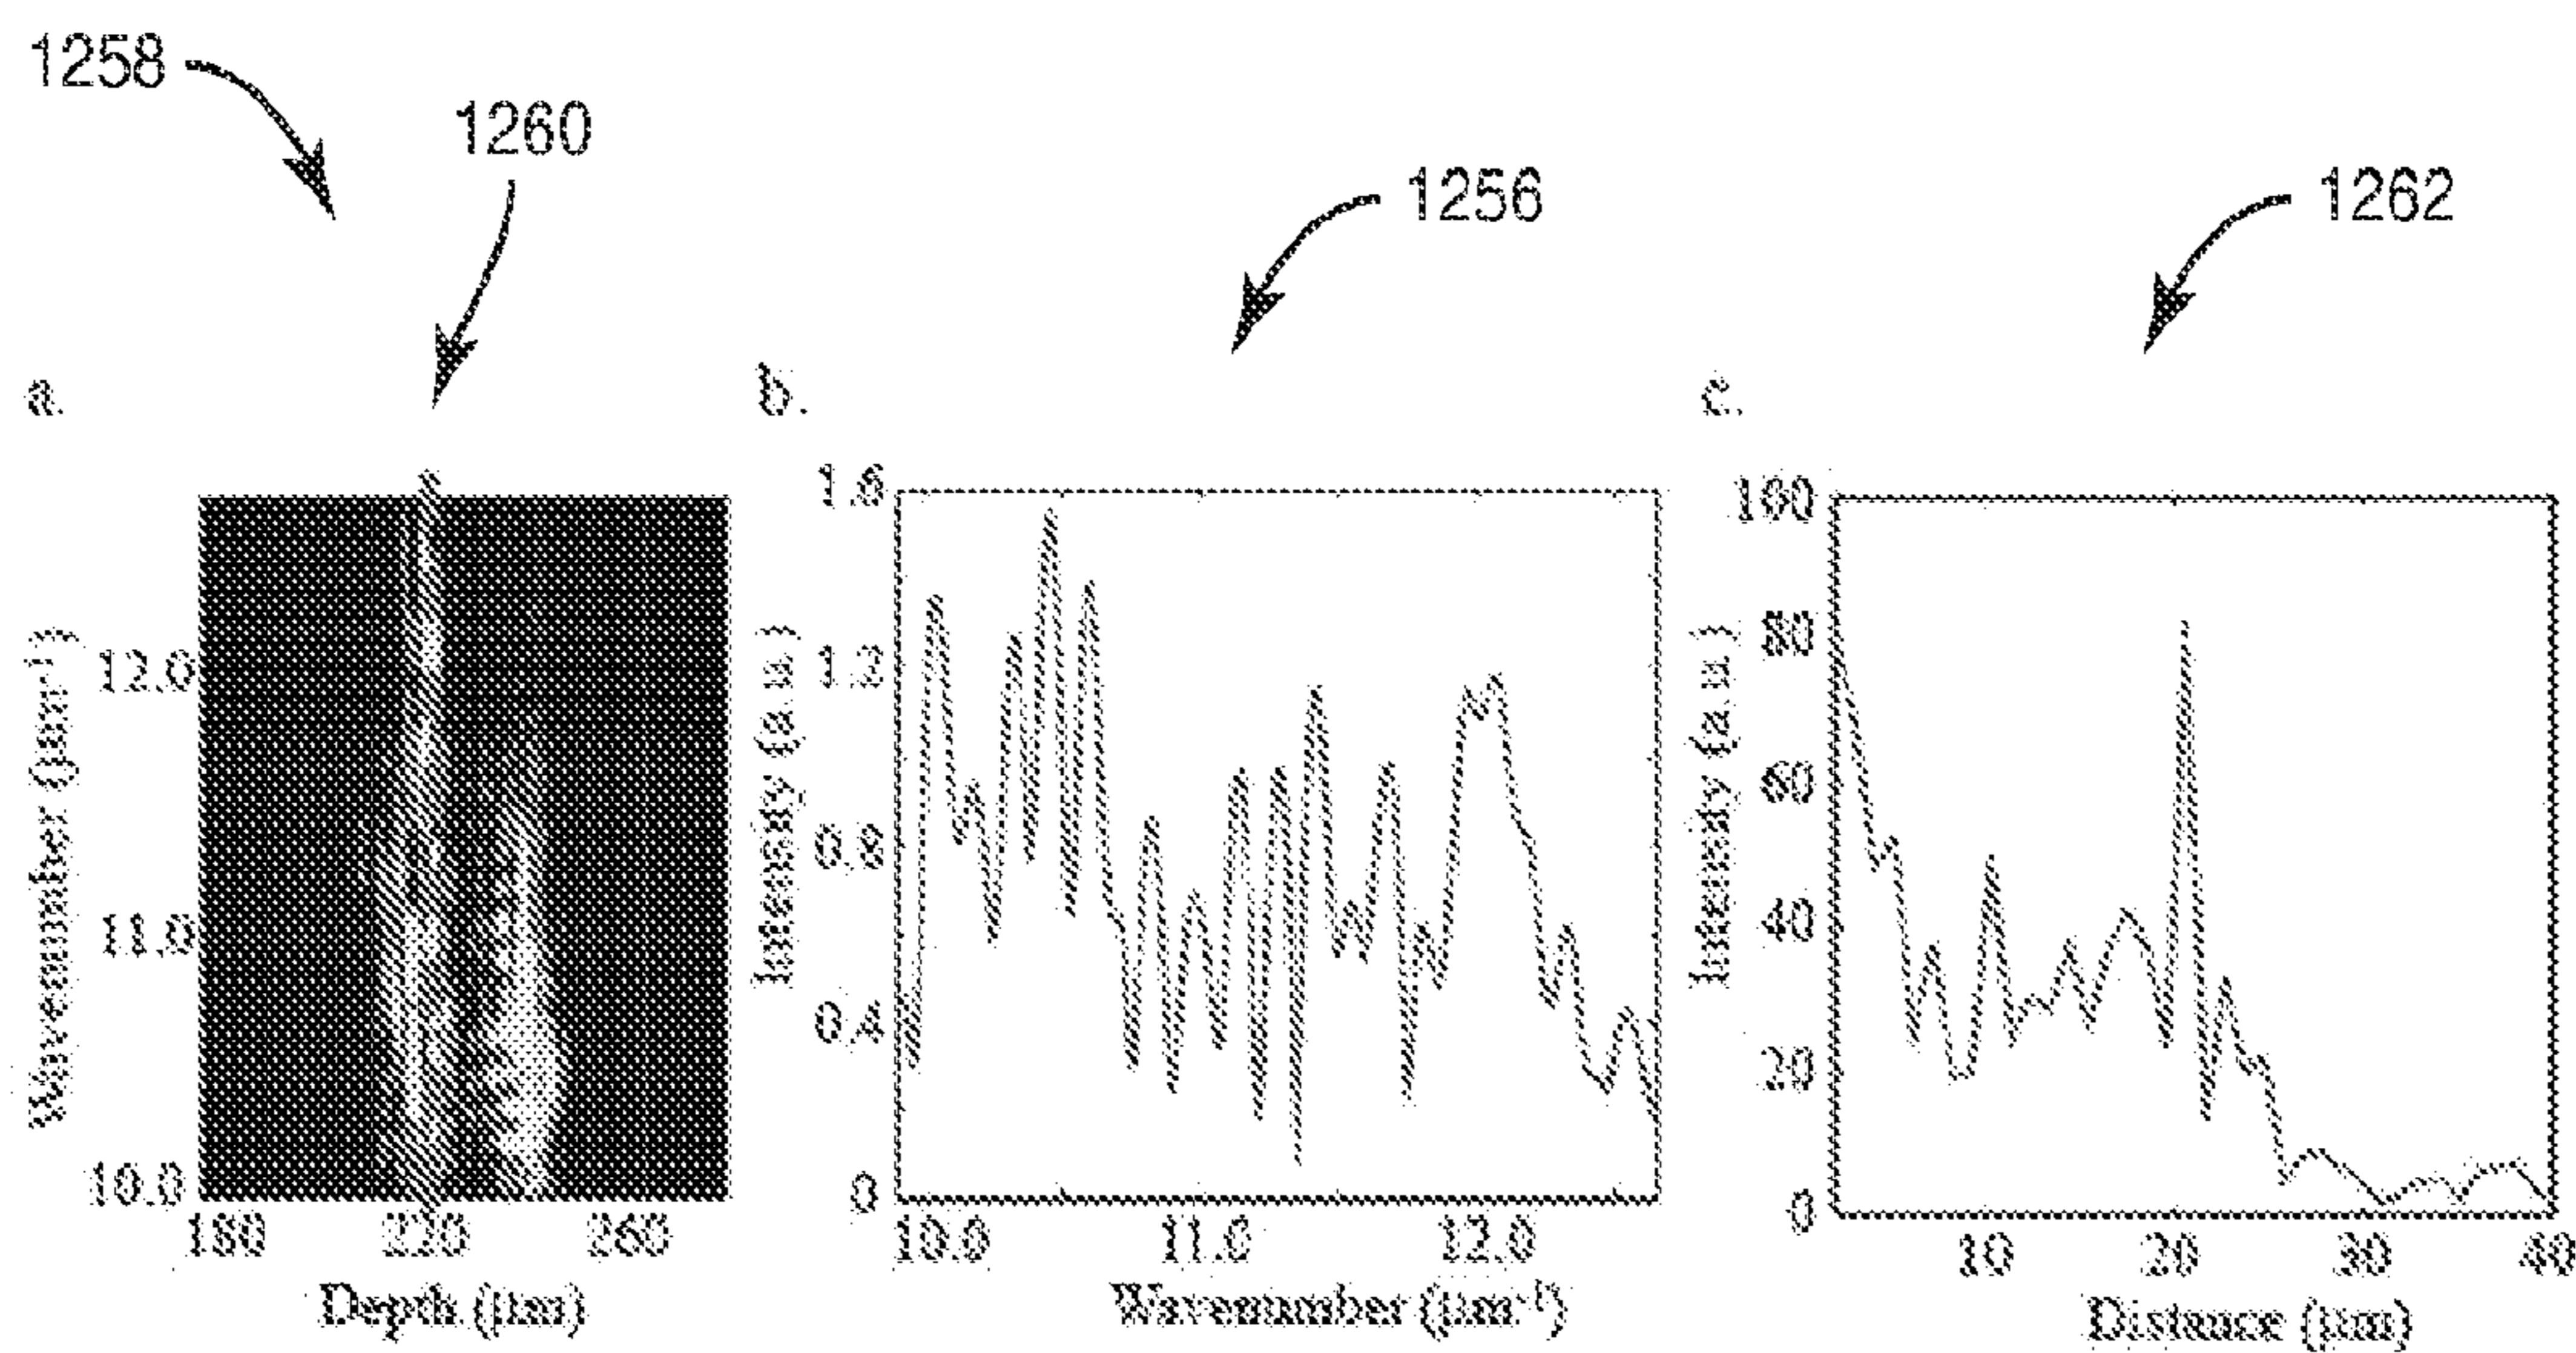 1258
1260
1256
1262
a.
b.
c.
Wavenumber (μm⁻¹)
12.0
11.0
10.0
180 220 260
Depth (μm)
Intensity (a.u.)
1.6
1.2
0.8
0.4
0
10.0 11.0 12.0
Wavenumber (μm⁻¹)
Intensity (a.u.)
100
80
60
40
20
0
10 20 30 40
Distance (μm)